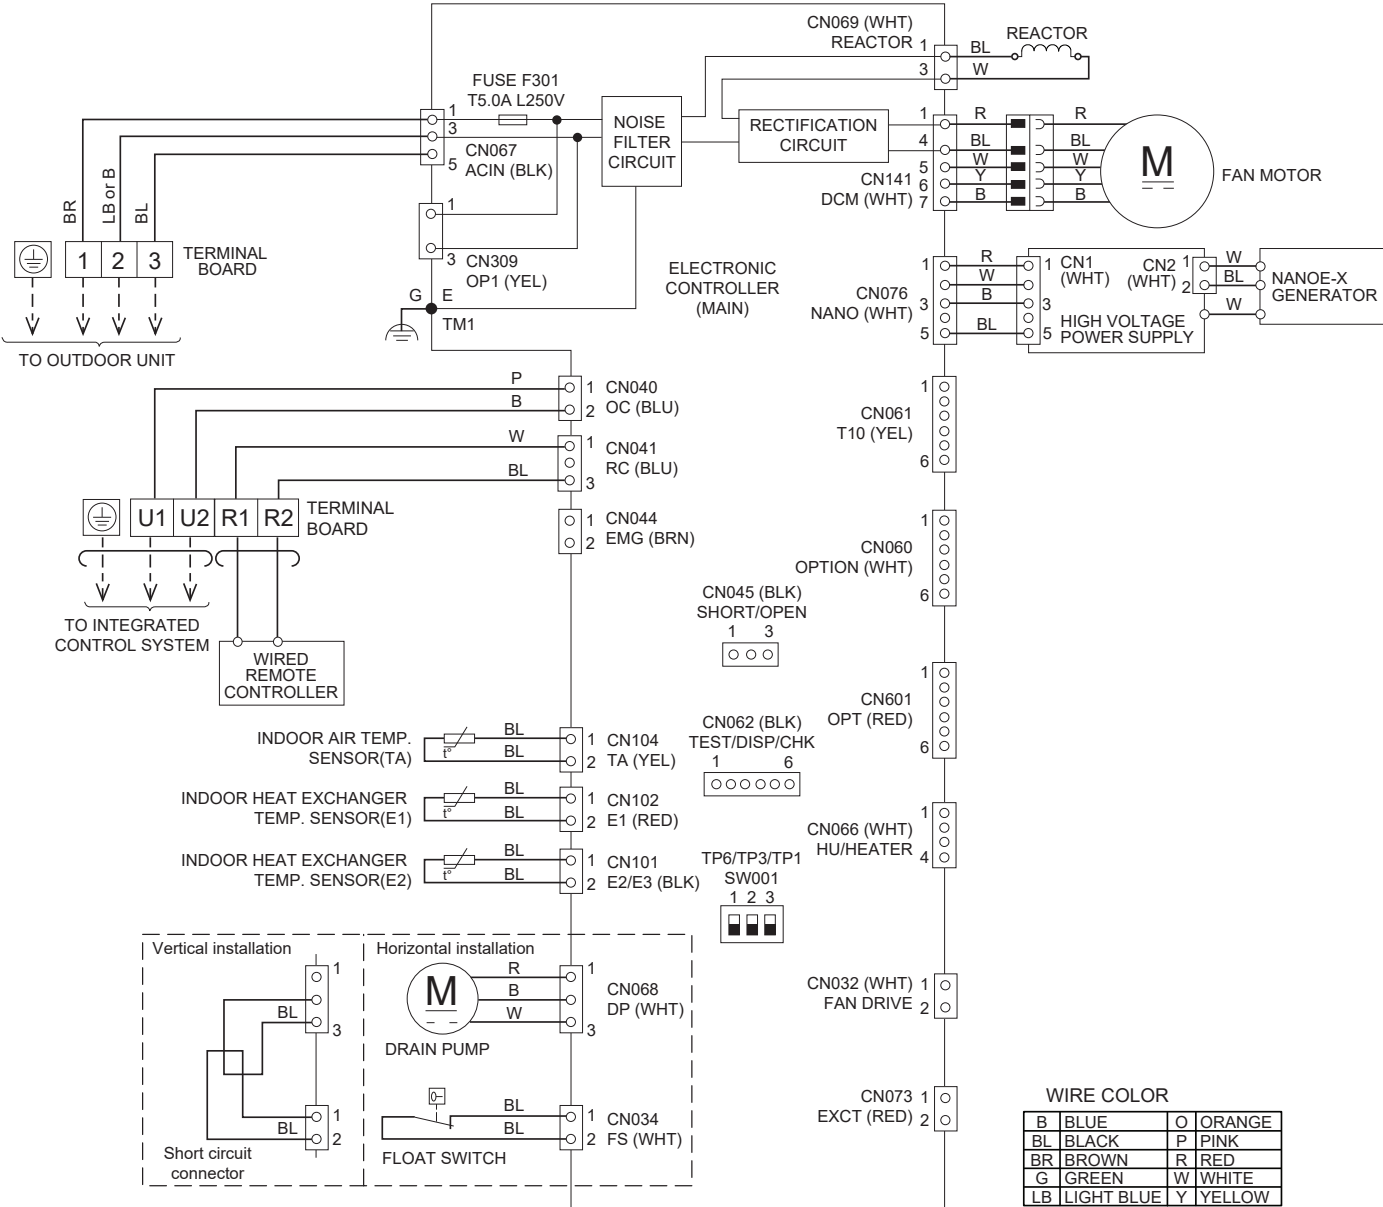 CN069 (WHT)
REACTOR
1
3
BL
W
REACTOR
FUSE F301
T5.0A L250V
NOISE
FILTER
CIRCUIT
RECTIFICATION
CIRCUIT
1
3
5
CN067
ACIN (BLK)
1
4
5
6
7
CN141
DCM (WHT)
R
BL
W
Y
B
R
BL
W
Y
B
M
FAN MOTOR
BR
LB or B
BL
1
2
3
TERMINAL
BOARD
TO OUTDOOR UNIT
1
3
CN309
OP1 (YEL)
G
E
TM1
ELECTRONIC
CONTROLLER
(MAIN)
CN076
NANO (WHT)
1
3
5
R
W
B
BL
1
3
5
CN1
(WHT)
CN2
(WHT)
1
2
HIGH VOLTAGE
POWER SUPPLY
W
BL
W
NANOE-X
GENERATOR
P
B
1
2
CN040
OC (BLU)
W
BL
1
3
CN041
RC (BLU)
1
2
CN044
EMG (BRN)
U1
U2
R1
R2
TERMINAL
BOARD
TO INTEGRATED
CONTROL SYSTEM
WIRED
REMOTE
CONTROLLER
CN061
T10 (YEL)
1
6
CN060
OPTION (WHT)
1
6
CN045 (BLK)
SHORT/OPEN
1 3
CN601
OPT (RED)
1
6
CN062 (BLK)
TEST/DISP/CHK
1 6
INDOOR AIR TEMP.
SENSOR(TA)
t°
BL
BL
1
2
CN104
TA (YEL)
INDOOR HEAT EXCHANGER
TEMP. SENSOR(E1)
t°
BL
BL
1
2
CN102
E1 (RED)
INDOOR HEAT EXCHANGER
TEMP. SENSOR(E2)
t°
BL
BL
1
2
CN101
E2/E3 (BLK)
CN066 (WHT)
HU/HEATER
1
4
TP6/TP3/TP1
SW001
1 2 3
Vertical installation
1
3
BL
1
2
BL
Short circuit
connector
Horizontal installation
M
DRAIN PUMP
R
B
W
1
3
CN068
DP (WHT)
FLOAT SWITCH
BL
BL
1
2
CN034
FS (WHT)
CN032 (WHT)
FAN DRIVE
1
2
CN073
EXCT (RED)
1
2
WIRE COLOR
B BLUE O ORANGE
BL BLACK P PINK
BR BROWN R RED
G GREEN W WHITE
LB LIGHT BLUE Y YELLOW